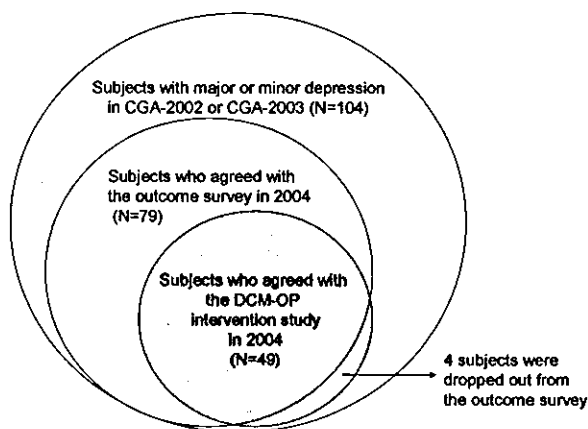 Subjects with major or minor depression
in CGA-2002 or CGA-2003 (N=104)
Subjects who agreed with
the outcome survey in 2004
(N=79)
Subjects who agreed with
the DCM-OP
intervention study
in 2004
(N=49)
4 subjects were
dropped out from
the outcome survey